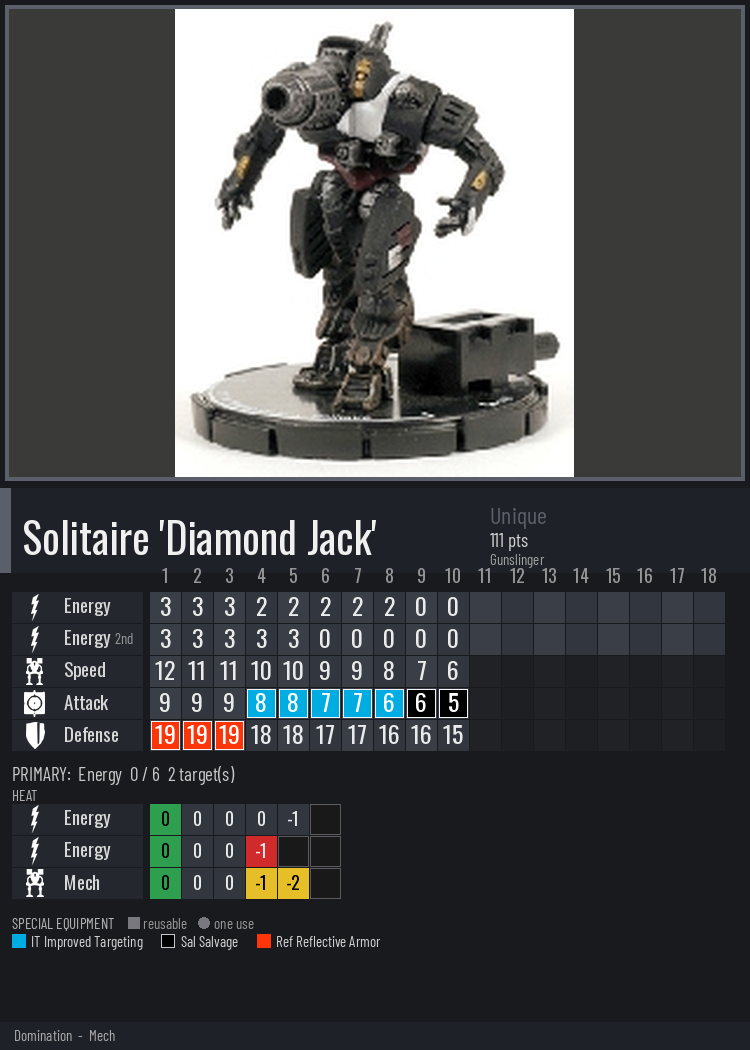 Solitaire 'Diamond Jack'
Unique
111 pts
Gunslinger
1 2 3 4 5 6 7 8 9 10 11 12 13 14 15 16 17 18
Energy 3 3 3 2 2 2 2 2 0 0
Energy 2nd 3 3 3 3 3 0 0 0 0 0
Speed 12 11 11 10 10 9 9 8 7 6
Attack 9 9 9 8 8 7 7 6 6 5
Defense 19 19 19 18 18 17 17 16 16 15
PRIMARY: Energy 0 / 6 2 target(s)
HEAT
Energy 0 0 0 0 -1
Energy 0 0 0 -1
Mech 0 0 0 -1 -2
SPECIAL EQUIPMENT reusable one use
IT Improved Targeting Sal Salvage Ref Reflective Armor
Domination - Mech